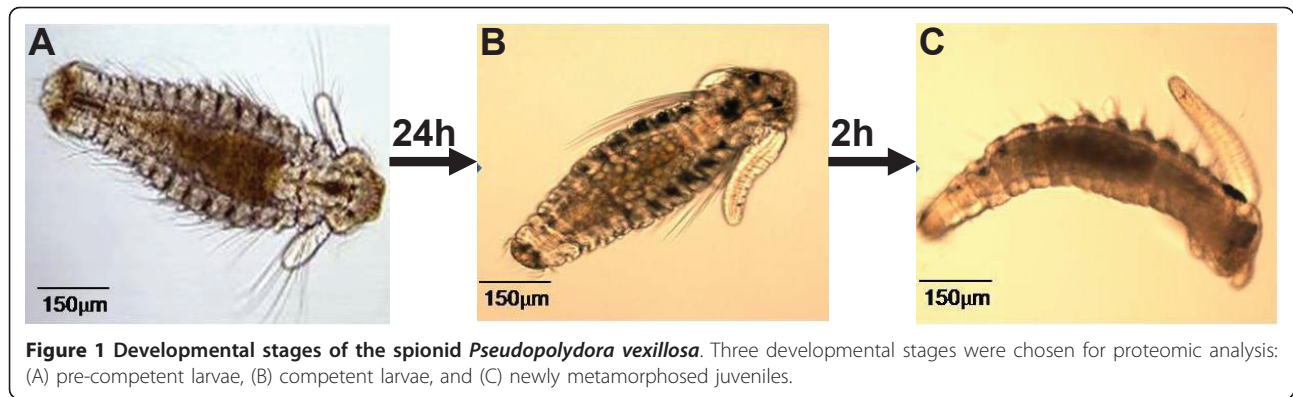 A
B
C
24h
2h
150µm
150µm
150µm
Figure 1 Developmental stages of the spionid Pseudopolydora vexillosa. Three developmental stages were chosen for proteomic analysis:
(A) pre-competent larvae, (B) competent larvae, and (C) newly metamorphosed juveniles.